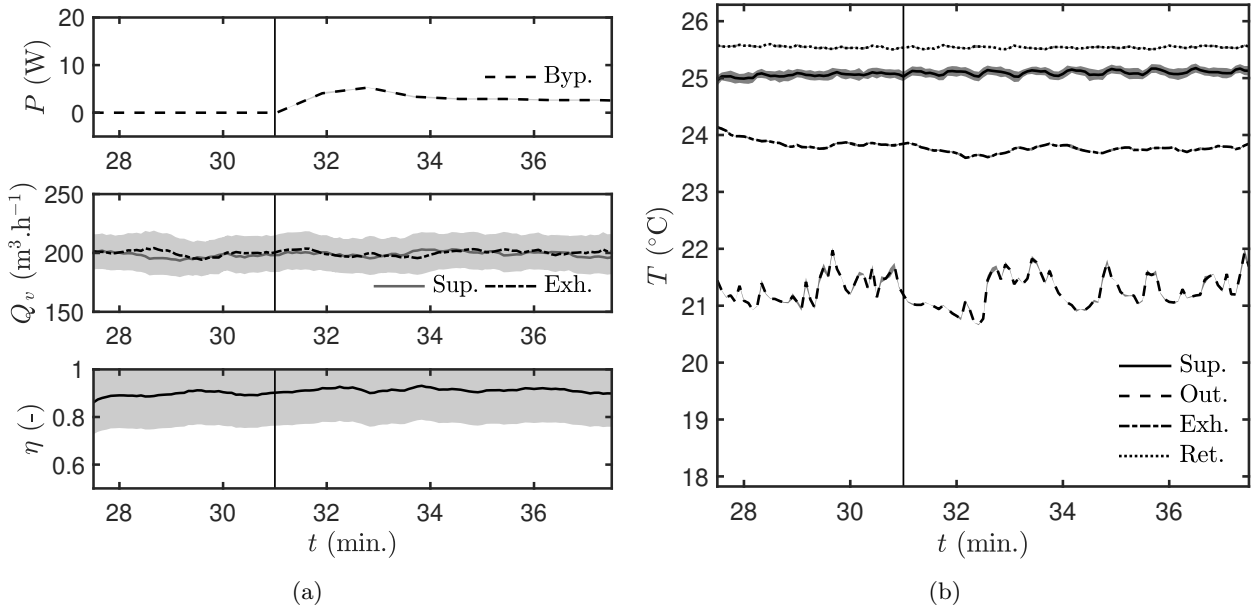 20
10
0
P (W)
Byp.
28 30 32 34 36
250
200
150
Q_v (m³.h⁻¹)
Sup. Exh.
28 30 32 34 36
1
0.8
0.6
η (-)
28 30 32 34 36
t (min.)
(a)
26
25
24
23
22
21
20
19
18
T (°C)
Sup.
Out.
Exh.
Ret.
28 30 32 34 36
t (min.)
(b)